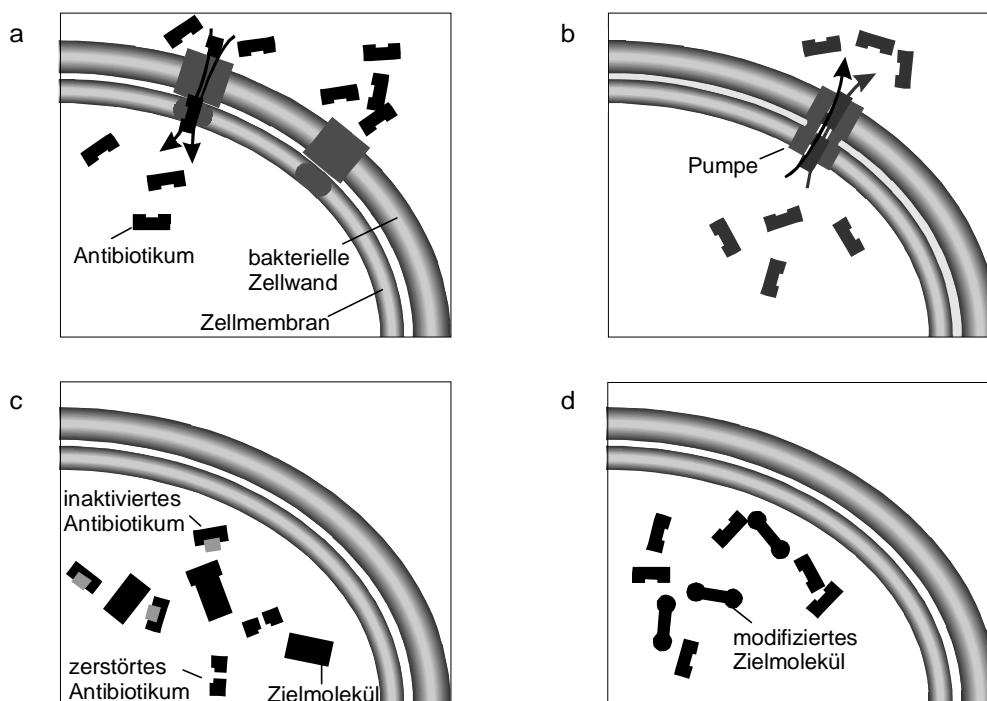 a
Antibiotikum
bakterielle
Zellwand
Zellmembran
b
Pumpe
c
inaktiviertes
Antibiotikum
zerstörtes
Antibiotikum
Zielmolekül
d
modifiziertes
Zielmolekül